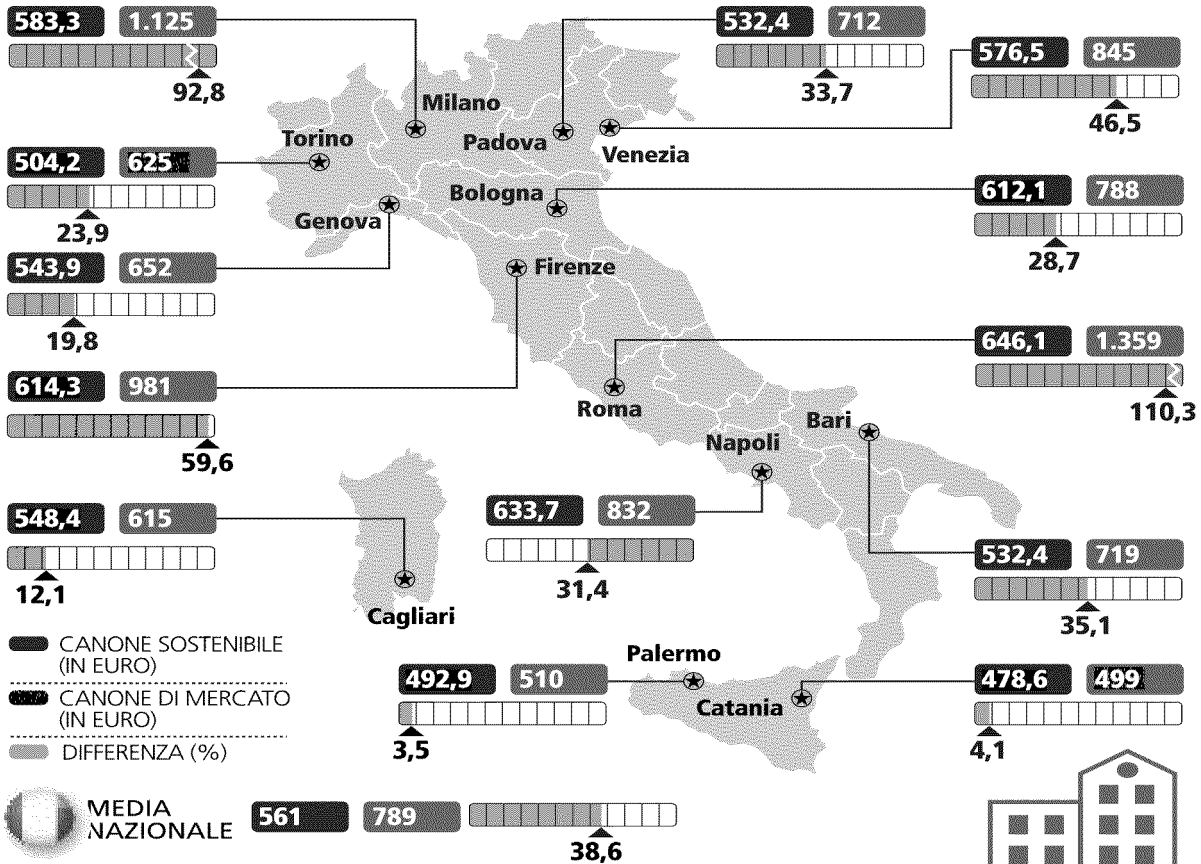 583,3 1.125
92,8
532,4 712
33,7
576,5 845
46,5
Milano
Torino
Padova
Venezia
504,2 625
23,9
Bologna
612,1 788
28,7
Genova
543,9 652
19,8
Firenze
614,3 981
59,6
646,1 1.359
110,3
Roma
Bari
Napoli
548,4 615
12,1
633,7 832
31,4
532,4 719
35,1
Cagliari
CANONE SOSTENIBILE
(IN EURO)
CANONE DI MERCATO
(IN EURO)
DIFFERENZA (%)
Palermo
492,9 510
3,5
Catania
478,6 499
4,1
MEDIA
NAZIONALE
561 789
38,6